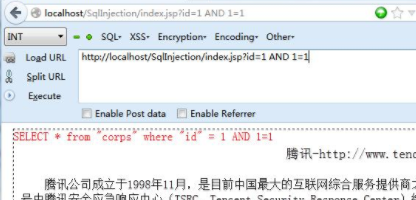 localhost/SqlInjection/index.jsp?id=1 AND 1=1
INT SQL- XSS- Encryption- Encoding- Other-
Load URL http://localhost/SqlInjection/index.jsp?id=1 AND 1=1
Split URL
Execute
Enable Post data Enable Referrer
SELECT * from "corps" where "id" = 1 AND 1=1
腾讯-http://www.tenc
腾讯公司成立于1998年11月，是目前中国最大的互联网综合服务提供商
是由腾讯安全应急响应中心（TSRC, Tencent Security Response Center）